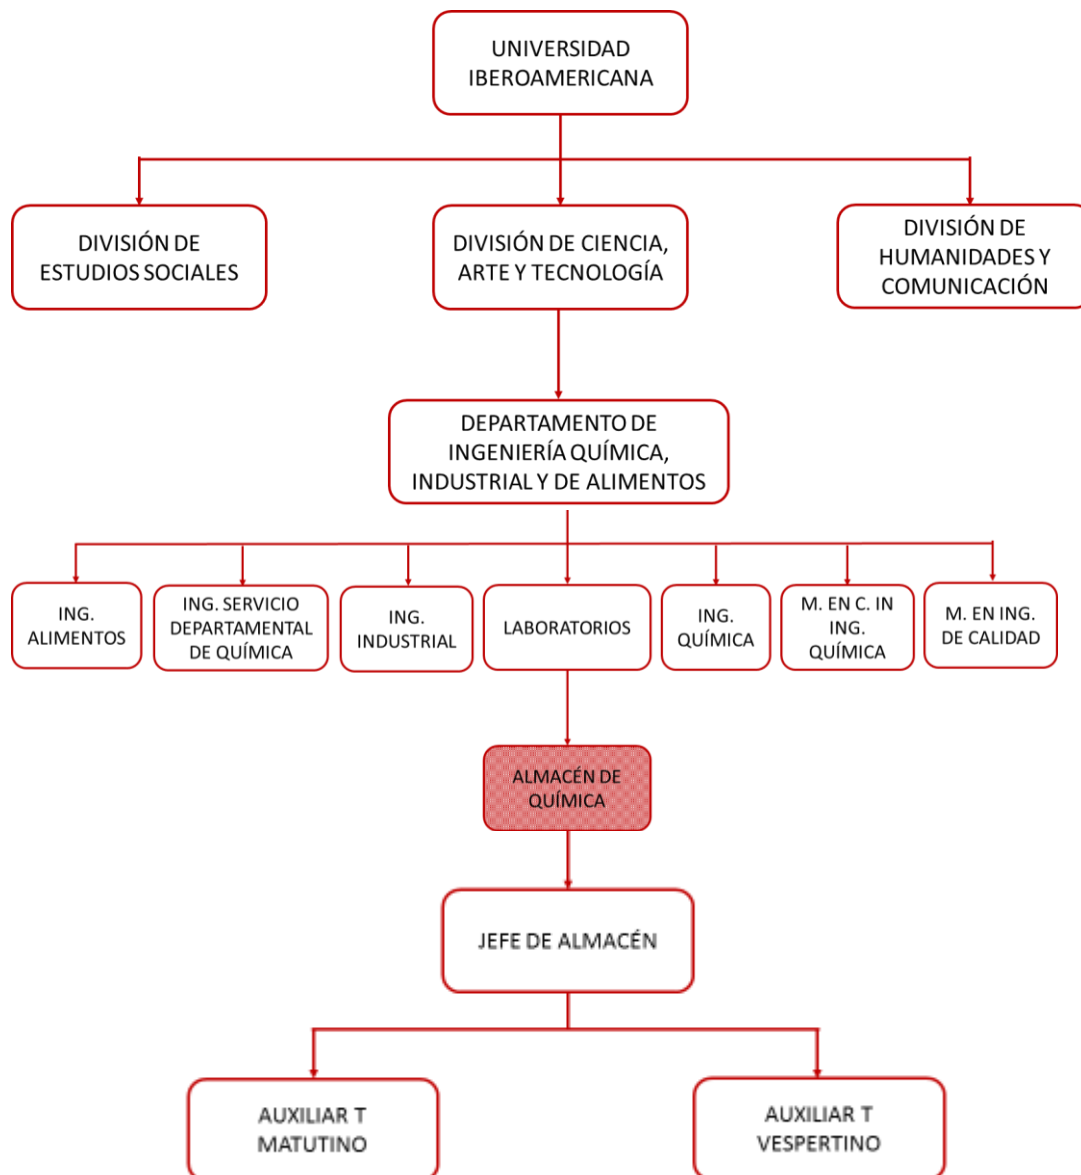 UNIVERSIDAD
IBEROAMERICANA
DIVISIÓN DE
ESTUDIOS SOCIALES
DIVISIÓN DE CIENCIA,
ARTE Y TECNOLOGÍA
DIVISIÓN DE
HUMANIDADES Y
COMUNICACIÓN
DEPARTAMENTO DE
INGENIERÍA QUÍMICA,
INDUSTRIAL Y DE ALIMENTOS
ING.
ALIMENTOS
ING. SERVICIO
DEPARTAMENTAL
DE QUÍMICA
ING.
INDUSTRIAL
LABORATORIOS
ING.
QUÍMICA
M. EN C. IN
ING.
QUÍMICA
M. EN ING.
DE CALIDAD
ALMACÉN DE
QUÍMICA
JEFE DE ALMACÉN
AUXILIAR T
MATUTINO
AUXILIAR T
VESPERTINO